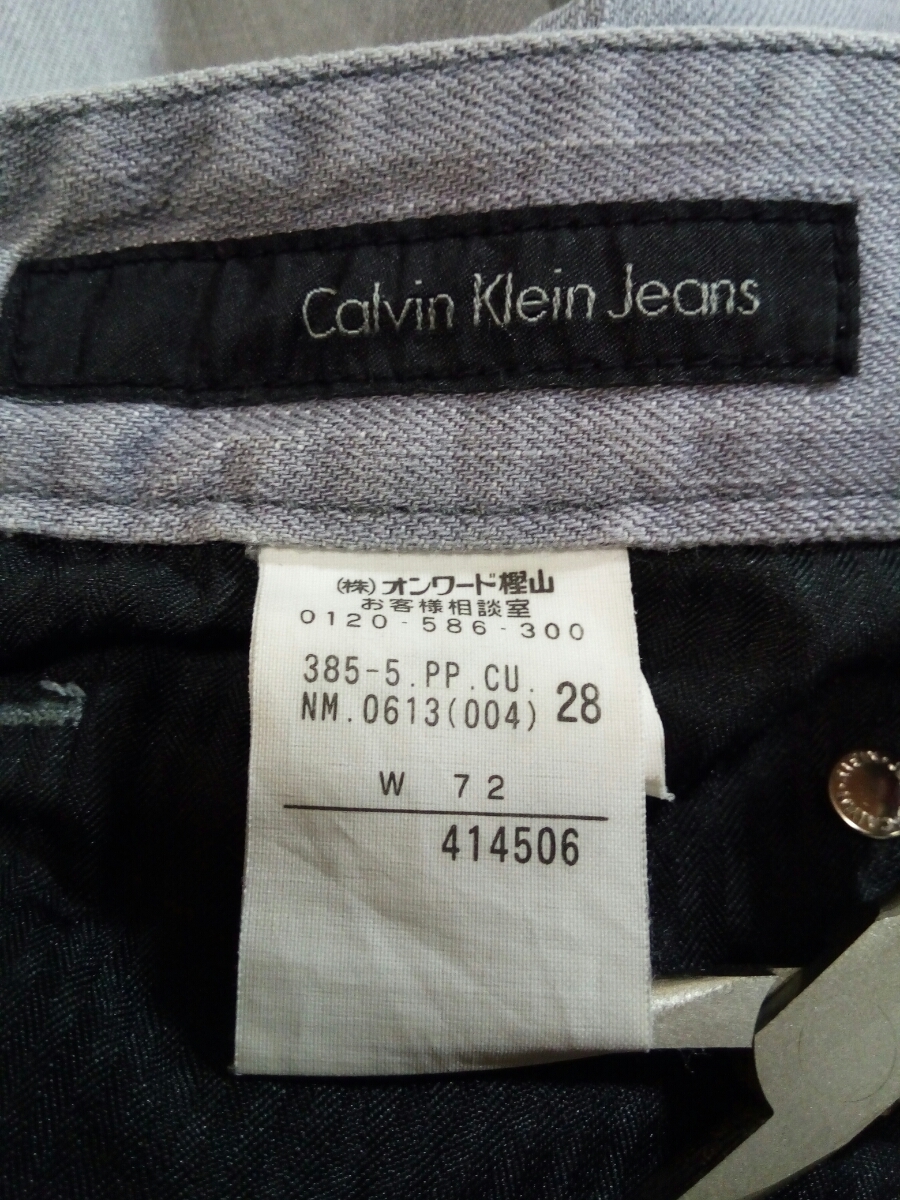 Calvin Klein Jeans
(株)オンワード樫山
お客様相談室
0120-586-300
385-5.PP.CU.
NM.0613(004) 28
W 72
414506